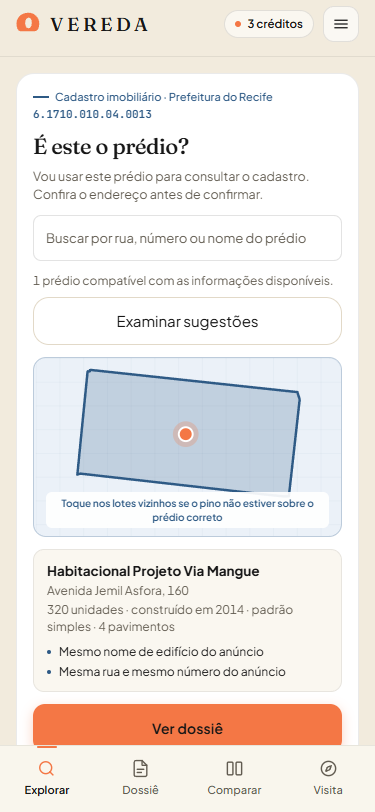 VEREDA
3 créditos
Cadastro imobiliário · Prefeitura do Recife
6.1710.010.04.0013
É este o prédio?
Vou usar este prédio para consultar o cadastro.
Confira o endereço antes de confirmar.
Buscar por rua, número ou nome do prédio
1 prédio compatível com as informações disponíveis.
Examinar sugestões
Toque nos lotes vizinhos se o pino não estiver sobre o
prédio correto
Habitacional Projeto Via Mangue
Avenida Jemil Asfora, 160
320 unidades · construído em 2014 · padrão
simples · 4 pavimentos
• Mesmo nome de edifício do anúncio
• Mesma rua e mesmo número do anúncio
Ver dossiê
Explorar
Dossiê
Comparar
Visita